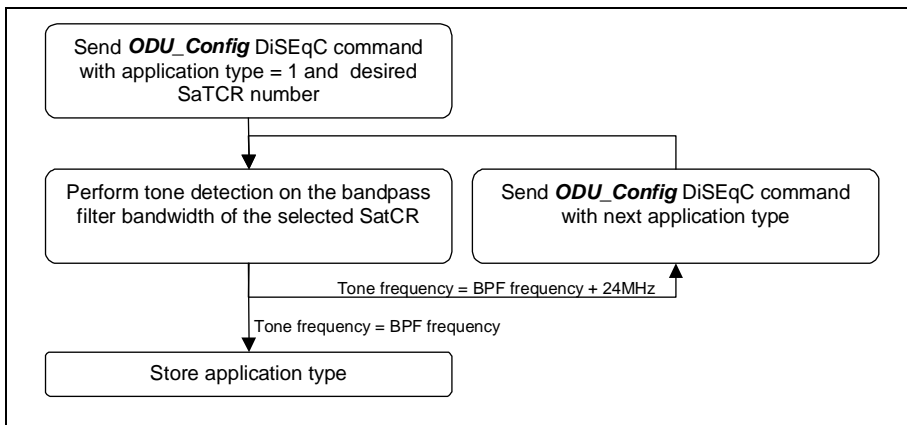 Send ODU_Config DiSEqC command
with application type = 1 and desired
SaTCR number
Perform tone detection on the bandpass
filter bandwidth of the selected SatCR
Send ODU_Config DiSEqC command
with next application type
Tone frequency = BPF frequency + 24MHz
Tone frequency = BPF frequency
Store application type